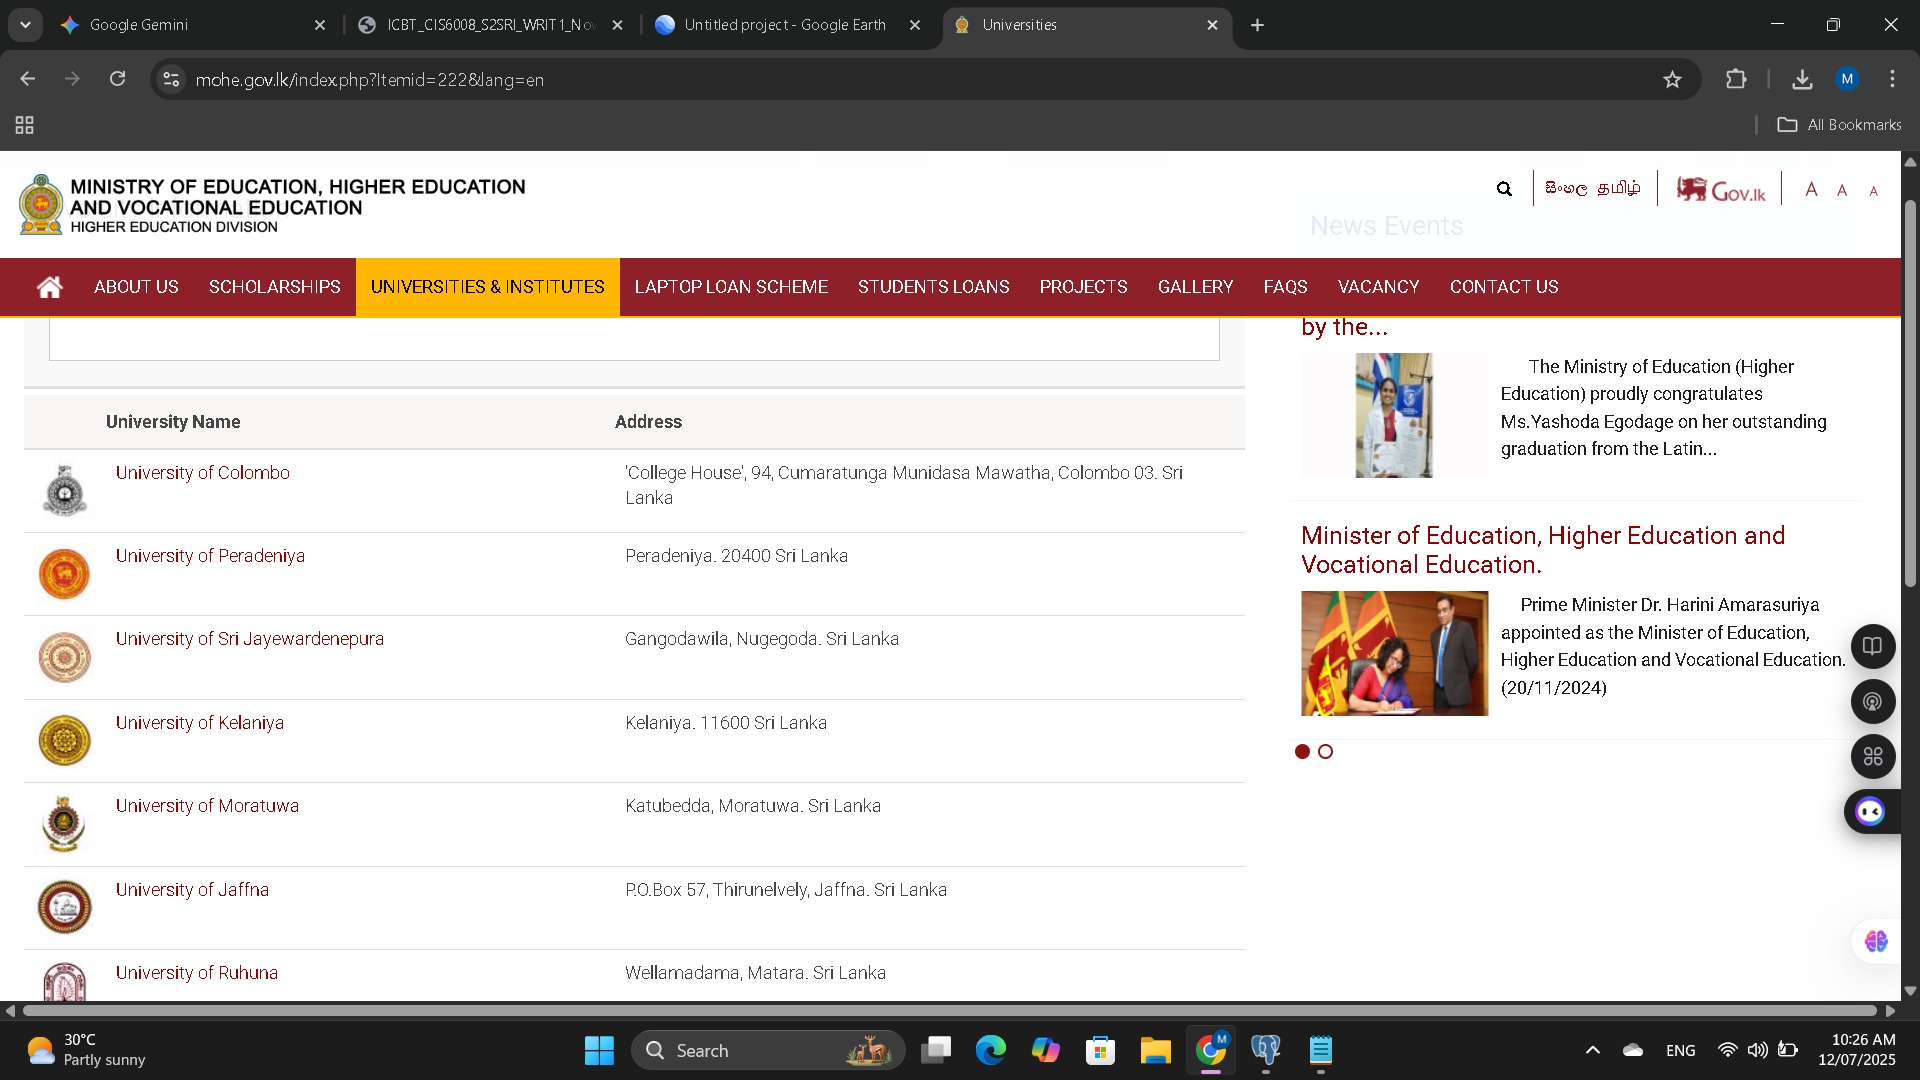 Google Gemini
ICBT_CIS6008_S2SRI_WRIT1_Nov
Untitled project - Google Earth
Universities
mohe.gov.lk/index.php?Itemid=222&lang=en
M
All Bookmarks
MINISTRY OF EDUCATION, HIGHER EDUCATION
AND VOCATIONAL EDUCATION
HIGHER EDUCATION DIVISION
සිංහල தமிழ்
Gov.lk
A A A
News Events
ABOUT US SCHOLARSHIPS UNIVERSITIES & INSTITUTES LAPTOP LOAN SCHEME STUDENTS LOANS PROJECTS GALLERY FAQS VACANCY CONTACT US
University Name Address
University of Colombo 'College House', 94, Cumaratunga Munidasa Mawatha, Colombo 03. Sri
Lanka
University of Peradeniya Peradeniya. 20400 Sri Lanka
University of Sri Jayewardenepura Gangodawila, Nugegoda. Sri Lanka
University of Kelaniya Kelaniya. 11600 Sri Lanka
University of Moratuwa Katubedda, Moratuwa. Sri Lanka
University of Jaffna P.O.Box 57, Thirunelvely, Jaffna. Sri Lanka
University of Ruhuna Wellamadama, Matara. Sri Lanka
by the...
The Ministry of Education (Higher
Education) proudly congratulates
Ms.Yashoda Egodage on her outstanding
graduation from the Latin...
Minister of Education, Higher Education and
Vocational Education.
Prime Minister Dr. Harini Amarasuriya
appointed as the Minister of Education,
Higher Education and Vocational Education.
(20/11/2024)
30°C
Partly sunny
Search
M
ENG
10:26 AM
12/07/2025